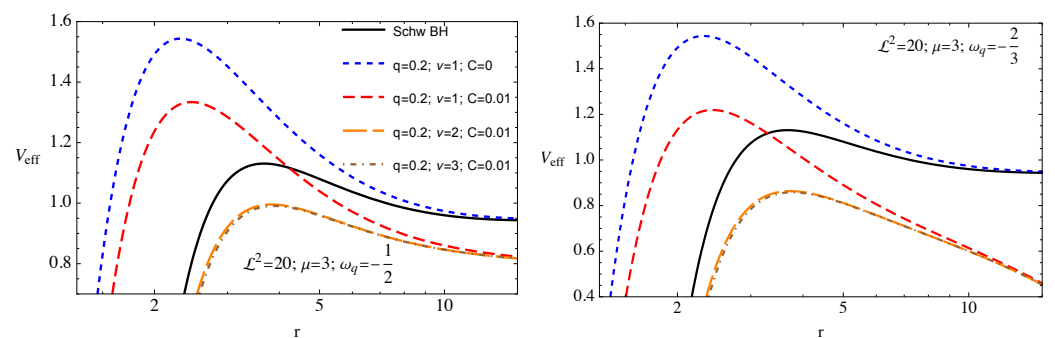 1.6
1.4
1.2
1.0
0.8
V_eff
2
5
10
r
Schw BH
q=0.2; ν=1; C=0
q=0.2; ν=1; C=0.01
q=0.2; ν=2; C=0.01
q=0.2; ν=3; C=0.01
ℒ²=20; μ=3; ω_q=-1/2
1.6
1.4
1.2
1.0
0.8
0.6
0.4
V_eff
2
5
10
r
ℒ²=20; μ=3; ω_q=-2/3